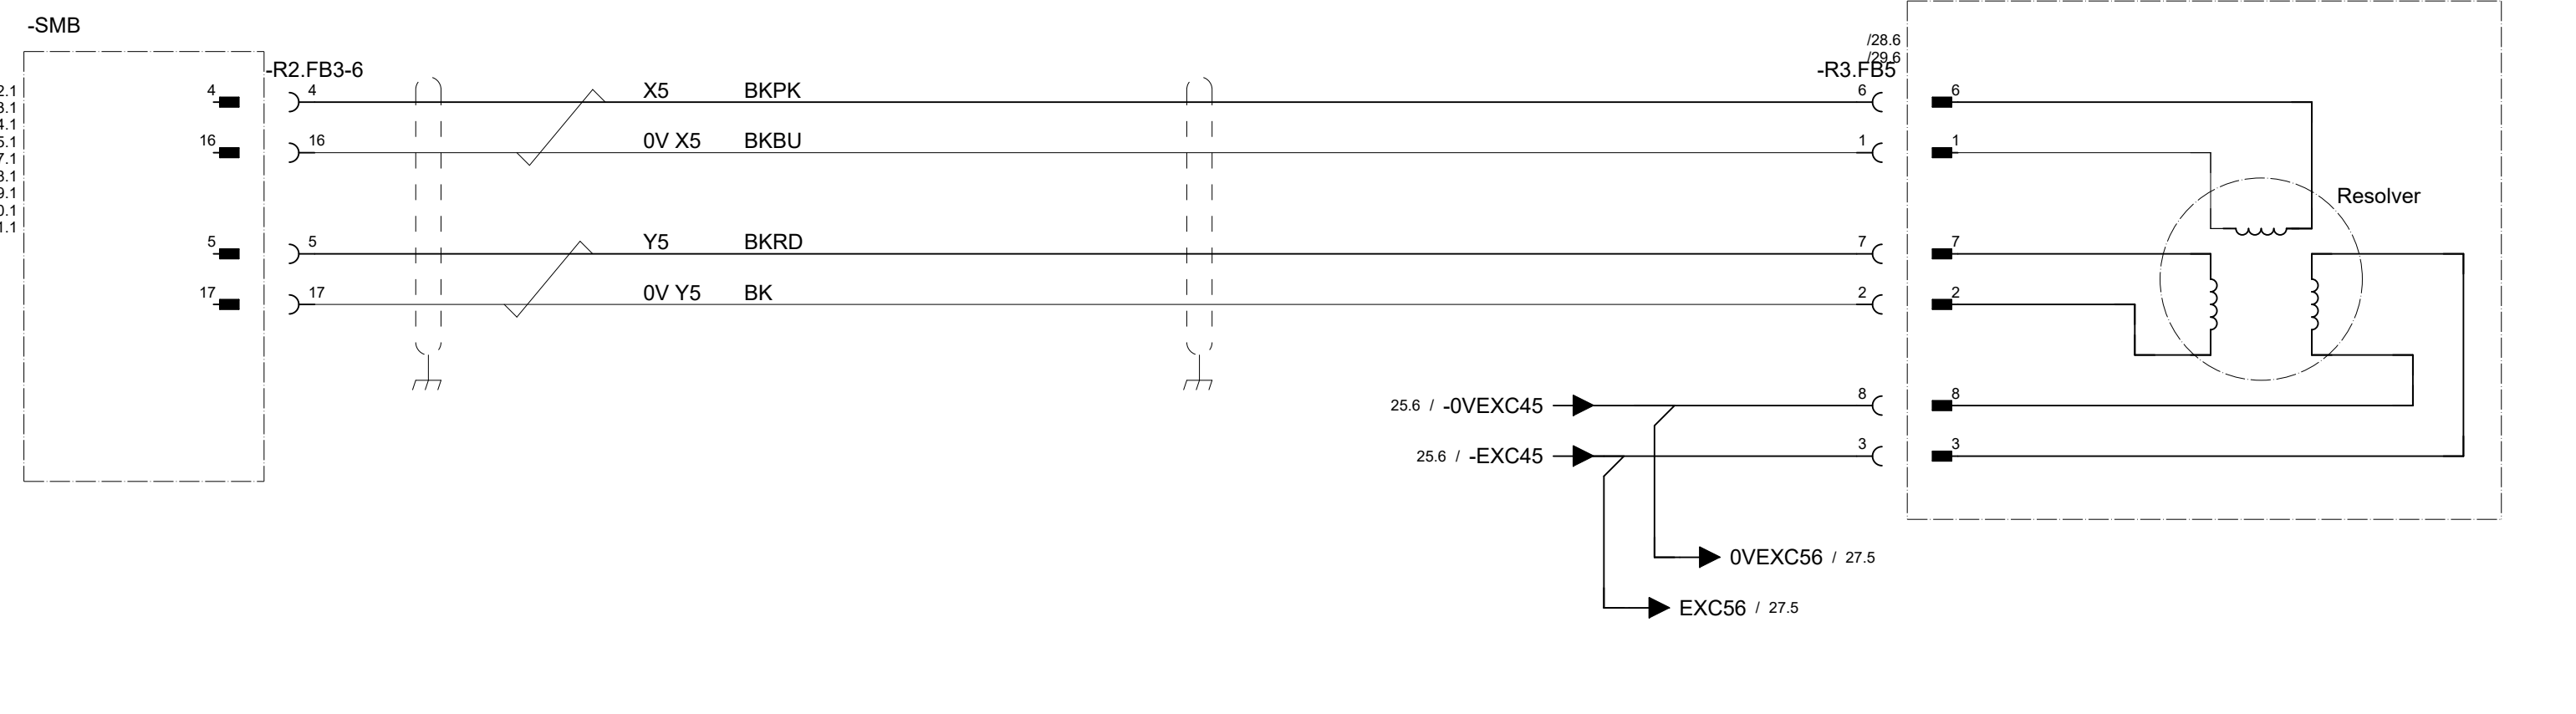 -SMB
/28.6
/29.6
-R2.FB3-6
-R3.FB5
4 4 X5 BKPK 6 6
16 16 0V X5 BKBU 1 1
Resolver
5 5 Y5 BKRD 7 7
17 17 0V Y5 BK 2 2
25.6 / -0VEXC45 8 8
25.6 / -EXC45 3 3
0VEXC56 / 27.5
EXC56 / 27.5